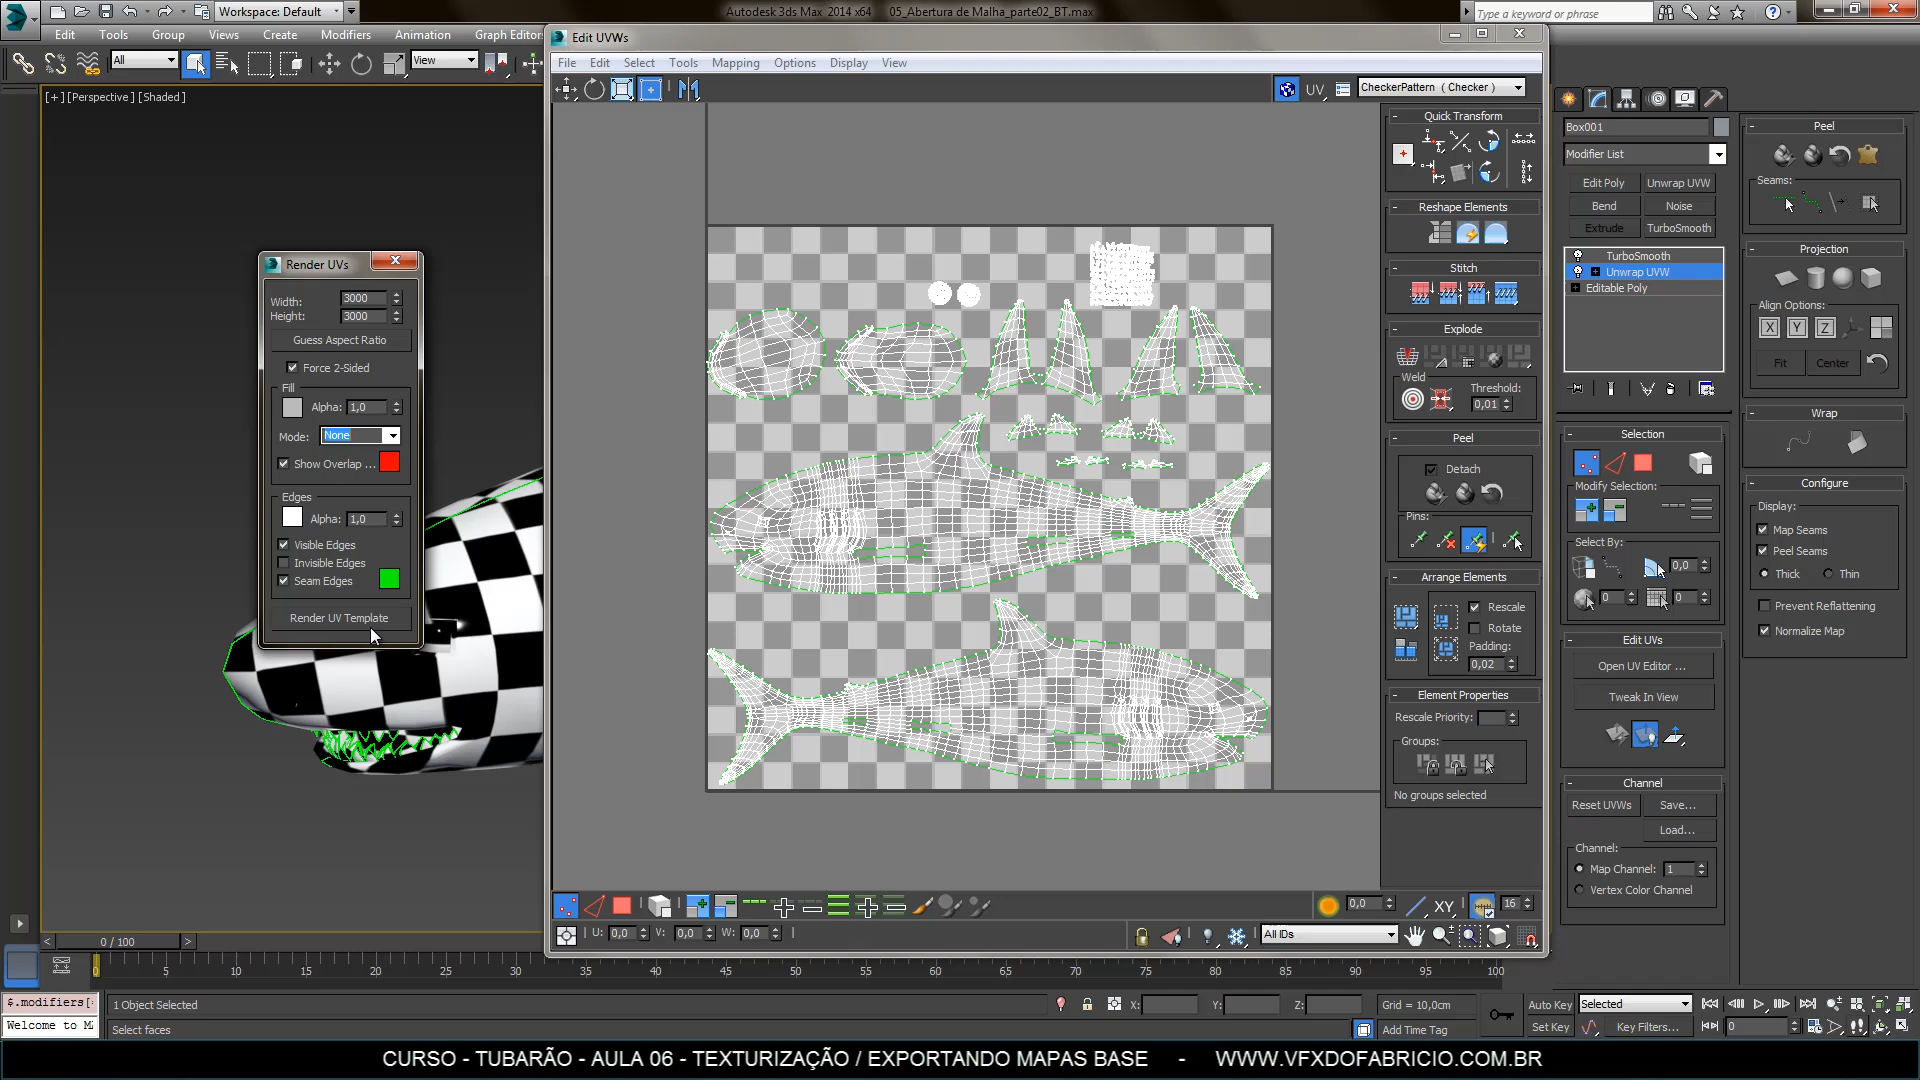 Workspace: Default
Autodesk 3ds Max 2014 x64 05_Abertura de Malha_parte02_BT.max
Type a keyword or phrase
Edit Tools Group Views Create Modifiers Animation Graph Editors
All
View
[+] [Perspective] [Shaded]
Edit UVWs
File Edit Select Tools Mapping Options Display View
UV
CheckerPattern ( Checker )
Quick Transform
Reshape Elements
Stitch
Explode
Weld
Threshold:
0,01
Peel
Detach
Pins:
Arrange Elements
Rescale
Rotate
Padding:
0,02
Element Properties
Rescale Priority:
Groups:
No groups selected
Render UVs
Width: 3000
Height: 3000
Guess Aspect Ratio
Force 2-Sided
Fill
Alpha: 1,0
Mode: None
Show Overlap ...
Edges
Alpha: 1,0
Visible Edges
Invisible Edges
Seam Edges
Render UV Template
0,0
XY
16
U: 0,0 V: 0,0 W: 0,0
All IDs
Box001
Modifier List
Edit Poly Unwrap UVW
Bend Noise
Extrude TurboSmooth
TurboSmooth
Unwrap UVW
Editable Poly
Selection
Modify Selection:
Select By:
0,0
0 0
Edit UVs
Open UV Editor ...
Tweak In View
Channel
Reset UVWs Save...
Load...
Channel:
Map Channel: 1
Vertex Color Channel
Peel
Seams:
Projection
Align Options:
X Y Z
Fit Center
Wrap
Configure
Display:
Map Seams
Peel Seams
Thick Thin
Prevent Reflattening
Normalize Map
< 0 / 100 >
0 5 10 15 20 25 30 35 40 45 50 55 60 65 70 75 80 85 90 95 100
$.modifiers[
1 Object Selected
X: Y: Z: Grid = 10,0cm
Auto Key Selected
Welcome to M
Select faces
Add Time Tag
Set Key Key Filters... 0
CURSO - TUBARÃO - AULA 06 - TEXTURIZAÇÃO / EXPORTANDO MAPAS BASE - WWW.VFXDOFABRICIO.COM.BR